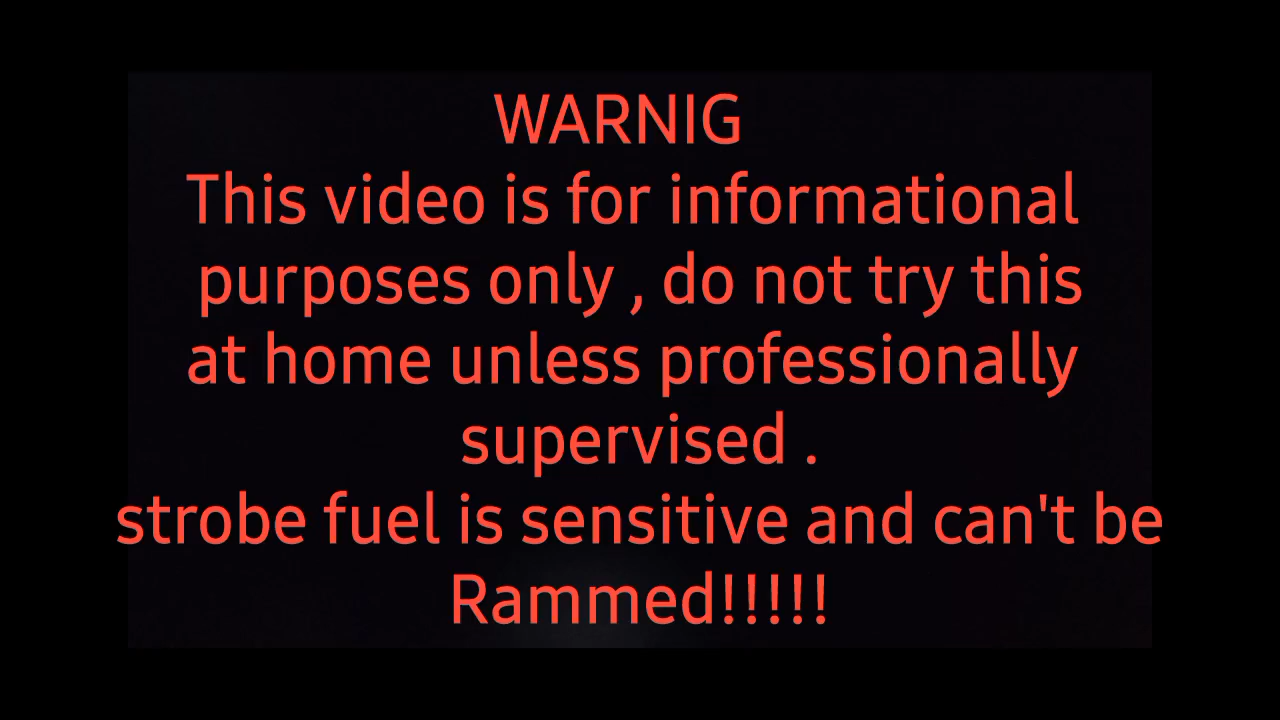 WARNIG
This video is for informational
purposes only , do not try this
at home unless professionally
supervised .
strobe fuel is sensitive and can't be
Rammed!!!!!